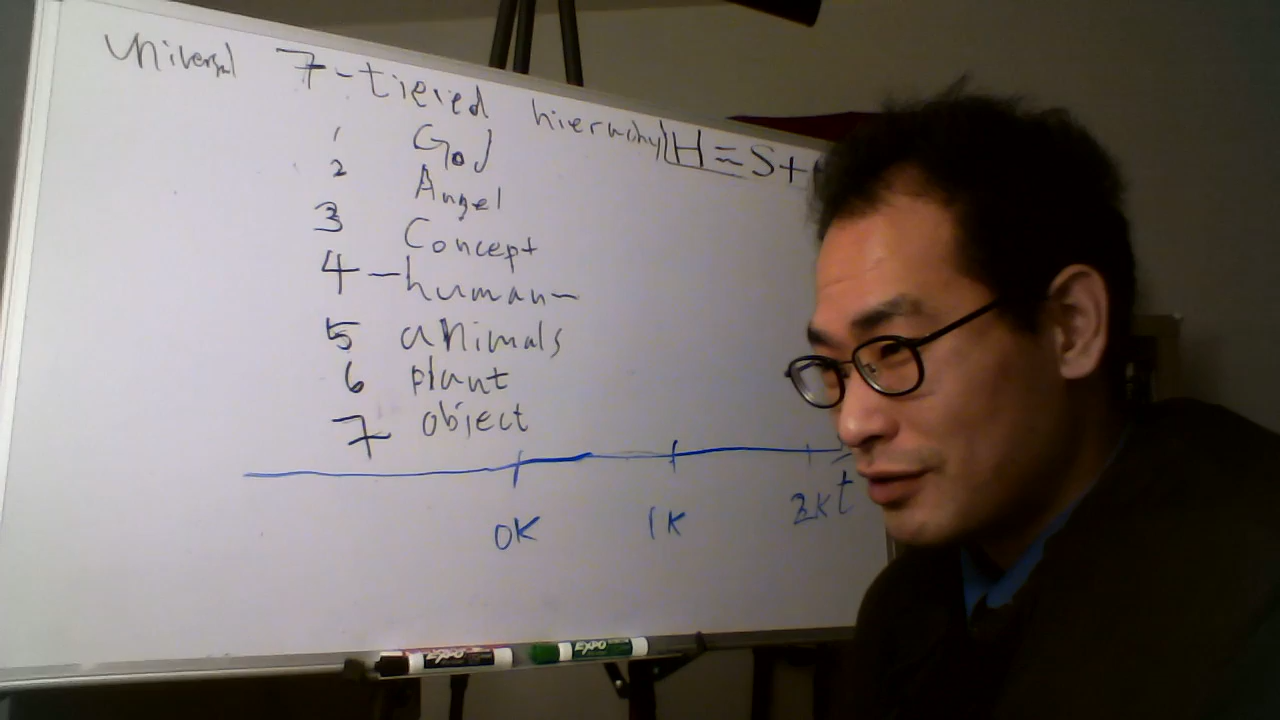 Universal 7-tiered hierarchy H = S +
1 God
2 Angel
3 Concept
4 - human -
5 animals
6 plant
7 object
0K 1K 2K t
EXPO EXPO